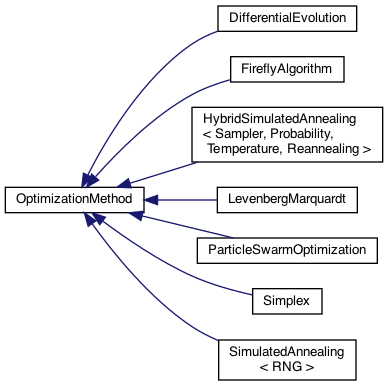 DifferentialEvolution
FireflyAlgorithm
HybridSimulatedAnnealing
< Sampler, Probability,
Temperature, Reannealing >
OptimizationMethod
LevenbergMarquardt
ParticleSwarmOptimization
Simplex
SimulatedAnnealing
< RNG >